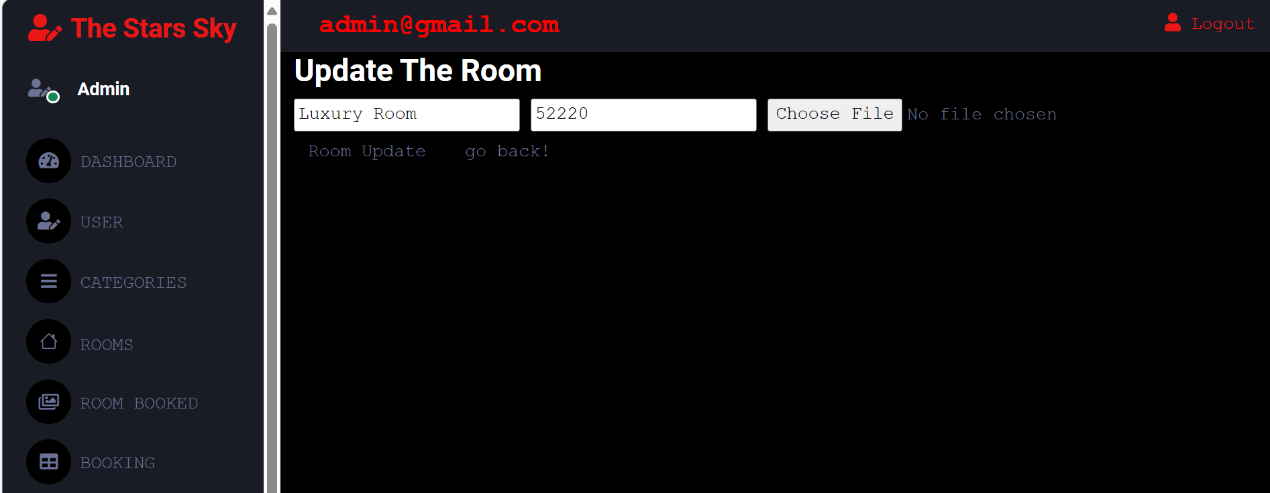 The Stars Sky
Admin
DASHBOARD
USER
CATEGORIES
ROOMS
ROOM BOOKED
BOOKING
admin@gmail.com
Logout
Update The Room
Luxury Room 52220 Choose File No file chosen
Room Update go back!